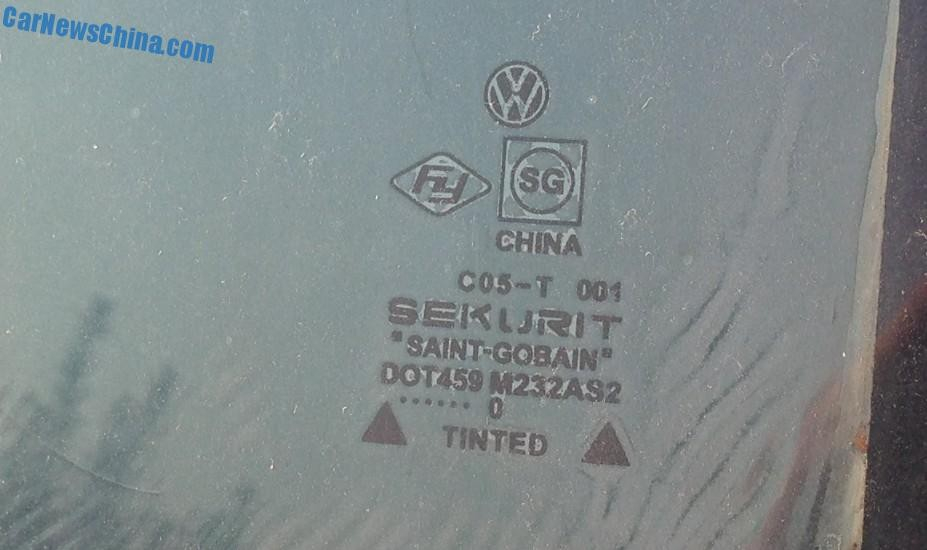 CarNewsChina.com
VW
FY SG
CHINA
C05-T 001
SEKURIT
"SAINT-GOBAIN"
DOT459 M232AS2
...... 0
TINTED